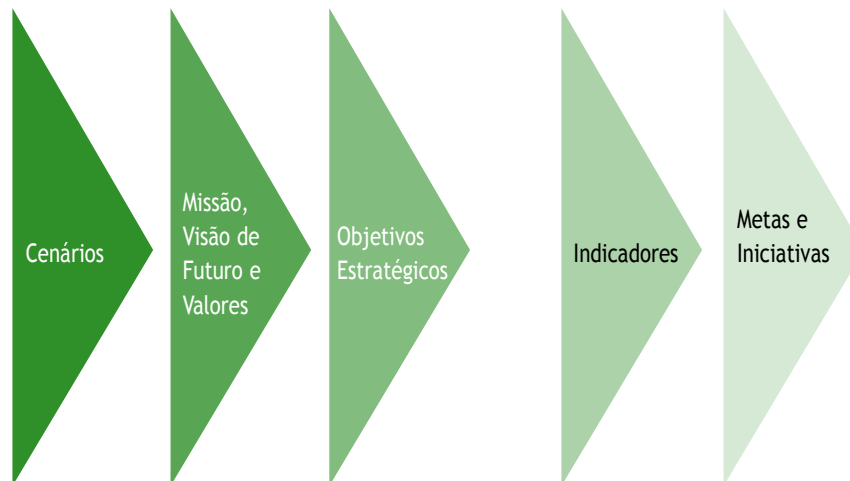 Cenários
Missão,
Visão de
Futuro e
Valores
Objetivos
Estratégicos
Indicadores
Metas e
Iniciativas